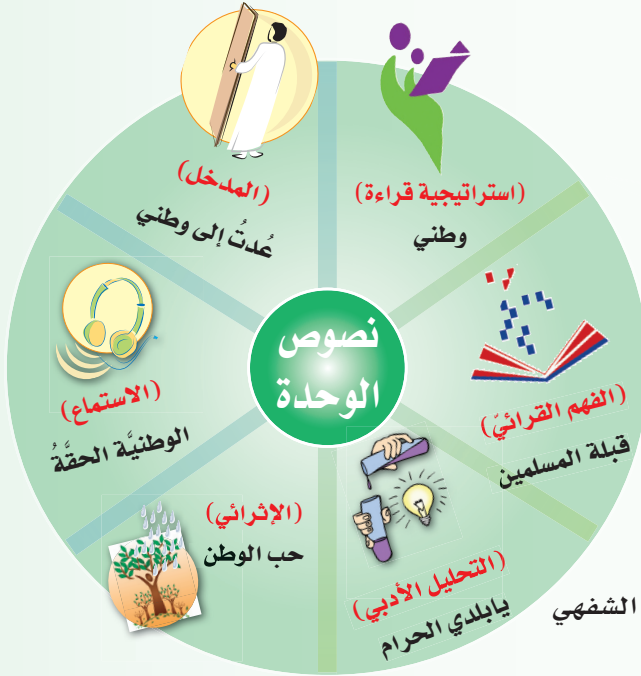 نصوص
الوحدة
(المدخل)
عُدتُ إلى وطني
(استراتيجية قراءة)
وطني
(الفهم القرائيّ)
قبلة المسلمين
(التحليل الأدبي)
يابلدي الحرام
(الإثرائي)
حب الوطن
(الاستماع)
الوطنيَّة الحقَّةُ
الشفهي